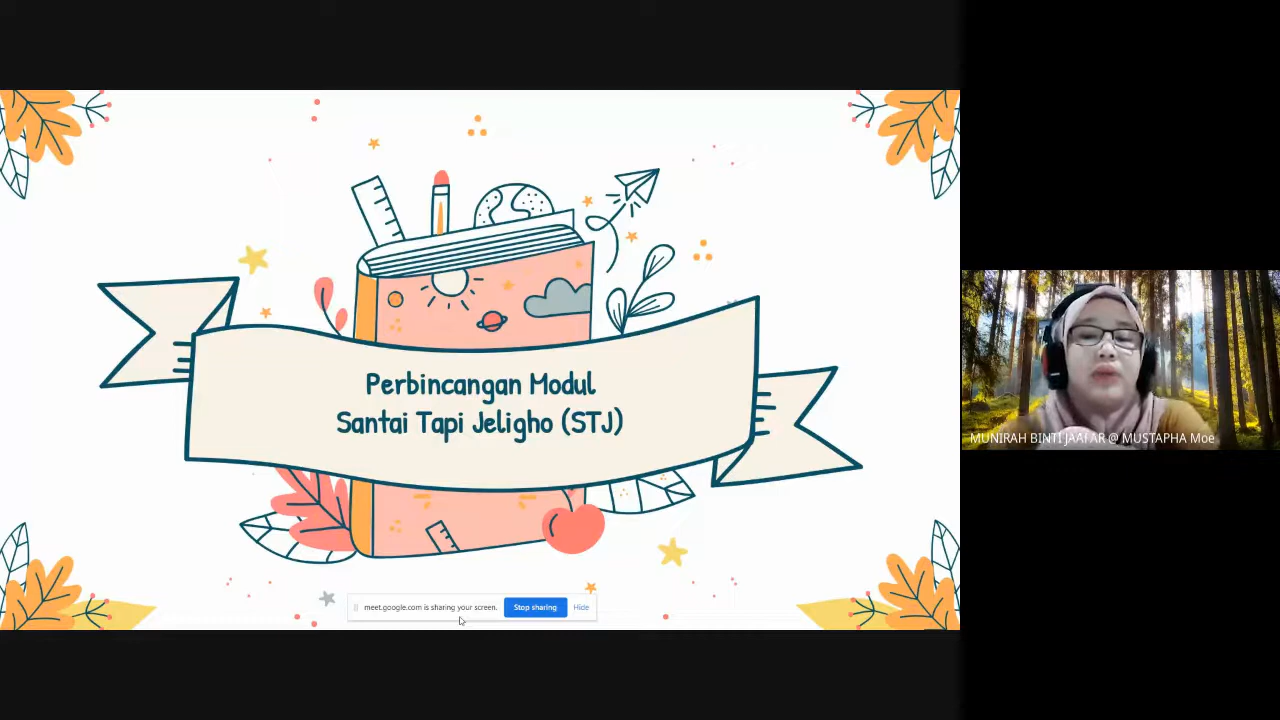 Perbincangan Modul
Santai Tapi Jeligho (STJ)
meet.google.com is sharing your screen. Stop sharing Hide
MUNIRAH BINTI JAAFAR @ MUSTAPHA Moe